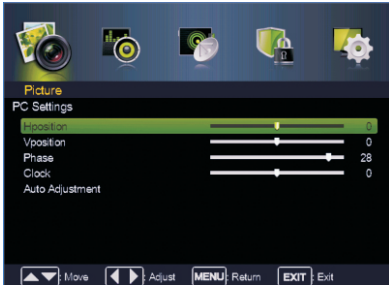 Picture
PC Settings
Hposition 0
Vposition 0
Phase 28
Clock 0
Auto Adjustment
: Move : Adjust MENU: Return EXIT: Exit